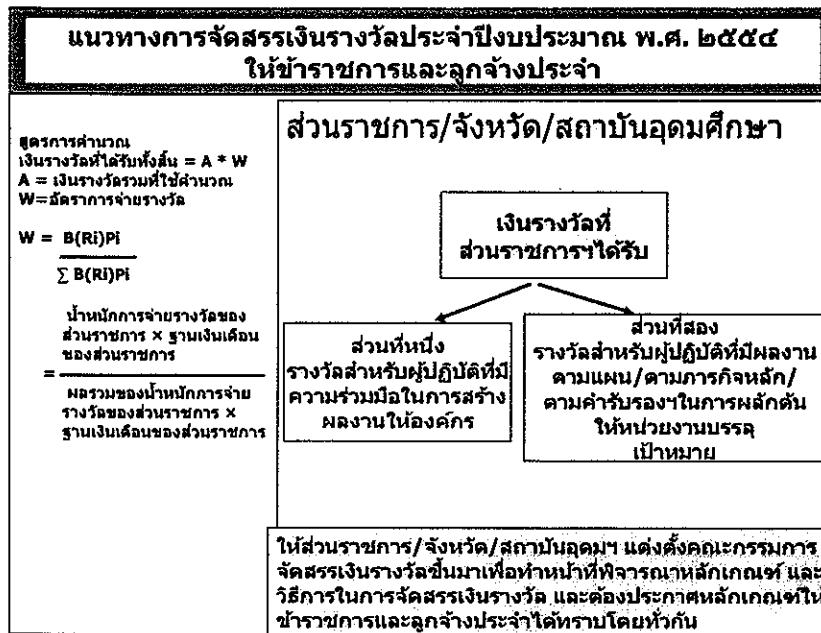 แนวทางการจัดสรรเงินรางวัลประจำปีงบประมาณ พ.ศ. ๒๕๕๔
ให้ข้าราชการและลูกจ้างประจำ
สูตรการคำนวณ
เงินรางวัลที่ได้รับทั้งสิ้น = A * W
A = เงินรางวัลรวมที่ใช้คำนวณ
W=อัตราการจ่ายรางวัล
W = B(Ri)Pi
∑ B(Ri)Pi
น้ำหนักการจ่ายรางวัลของ
ส่วนราชการ × ฐานเงินเดือน
ของส่วนราชการ
=
ผลรวมของน้ำหนักการจ่าย
รางวัลของส่วนราชการ ×
ฐานเงินเดือนของส่วนราชการ
ส่วนราชการ/จังหวัด/สถาบันอุดมศึกษา
เงินรางวัลที่
ส่วนราชการฯได้รับ
ส่วนที่หนึ่ง
รางวัลสำหรับผู้ปฏิบัติที่มี
ความร่วมมือในการสร้าง
ผลงานให้องค์กร
ส่วนที่สอง
รางวัลสำหรับผู้ปฏิบัติที่มีผลงาน
ตามแผน/ตามภารกิจหลัก/
ตามคำรับรองฯในการผลักดัน
ให้หน่วยงานบรรลุ
เป้าหมาย
ให้ส่วนราชการ/จังหวัด/สถาบันอุดมฯ แต่งตั้งคณะกรรมการ
จัดสรรเงินรางวัลขึ้นมาเพื่อทำหน้าที่พิจารณาหลักเกณฑ์ และ
วิธีการในการจัดสรรเงินรางวัล และต้องประกาศหลักเกณฑ์ให้
ข้าราชการและลูกจ้างประจำได้ทราบโดยทั่วกัน